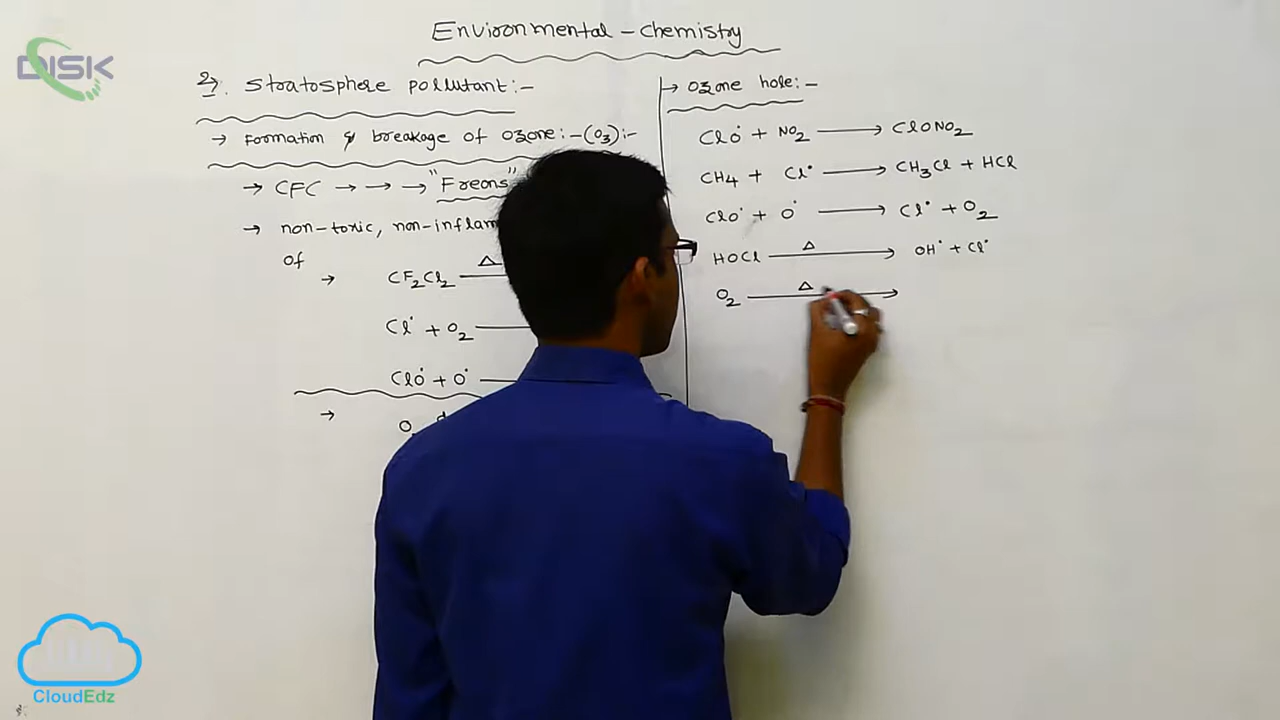 Environmental - chemistry
DISK
2). Stratosphere pollutant:-
→ Formation & breakage of Ozone:-(O3):-
→ CFC → → → "Freons"
→ non-toxic, non-inflam
of
→ CF2Cl2 Δ
Cl• + O2
ClO• + O•
→ O
→ Ozone hole:-
ClO• + NO2 → ClONO2
CH4 + Cl• → CH3Cl + HCl
ClO• + O• → Cl• + O2
HOCl Δ→ OH• + Cl•
O2 Δ→
CloudEdz